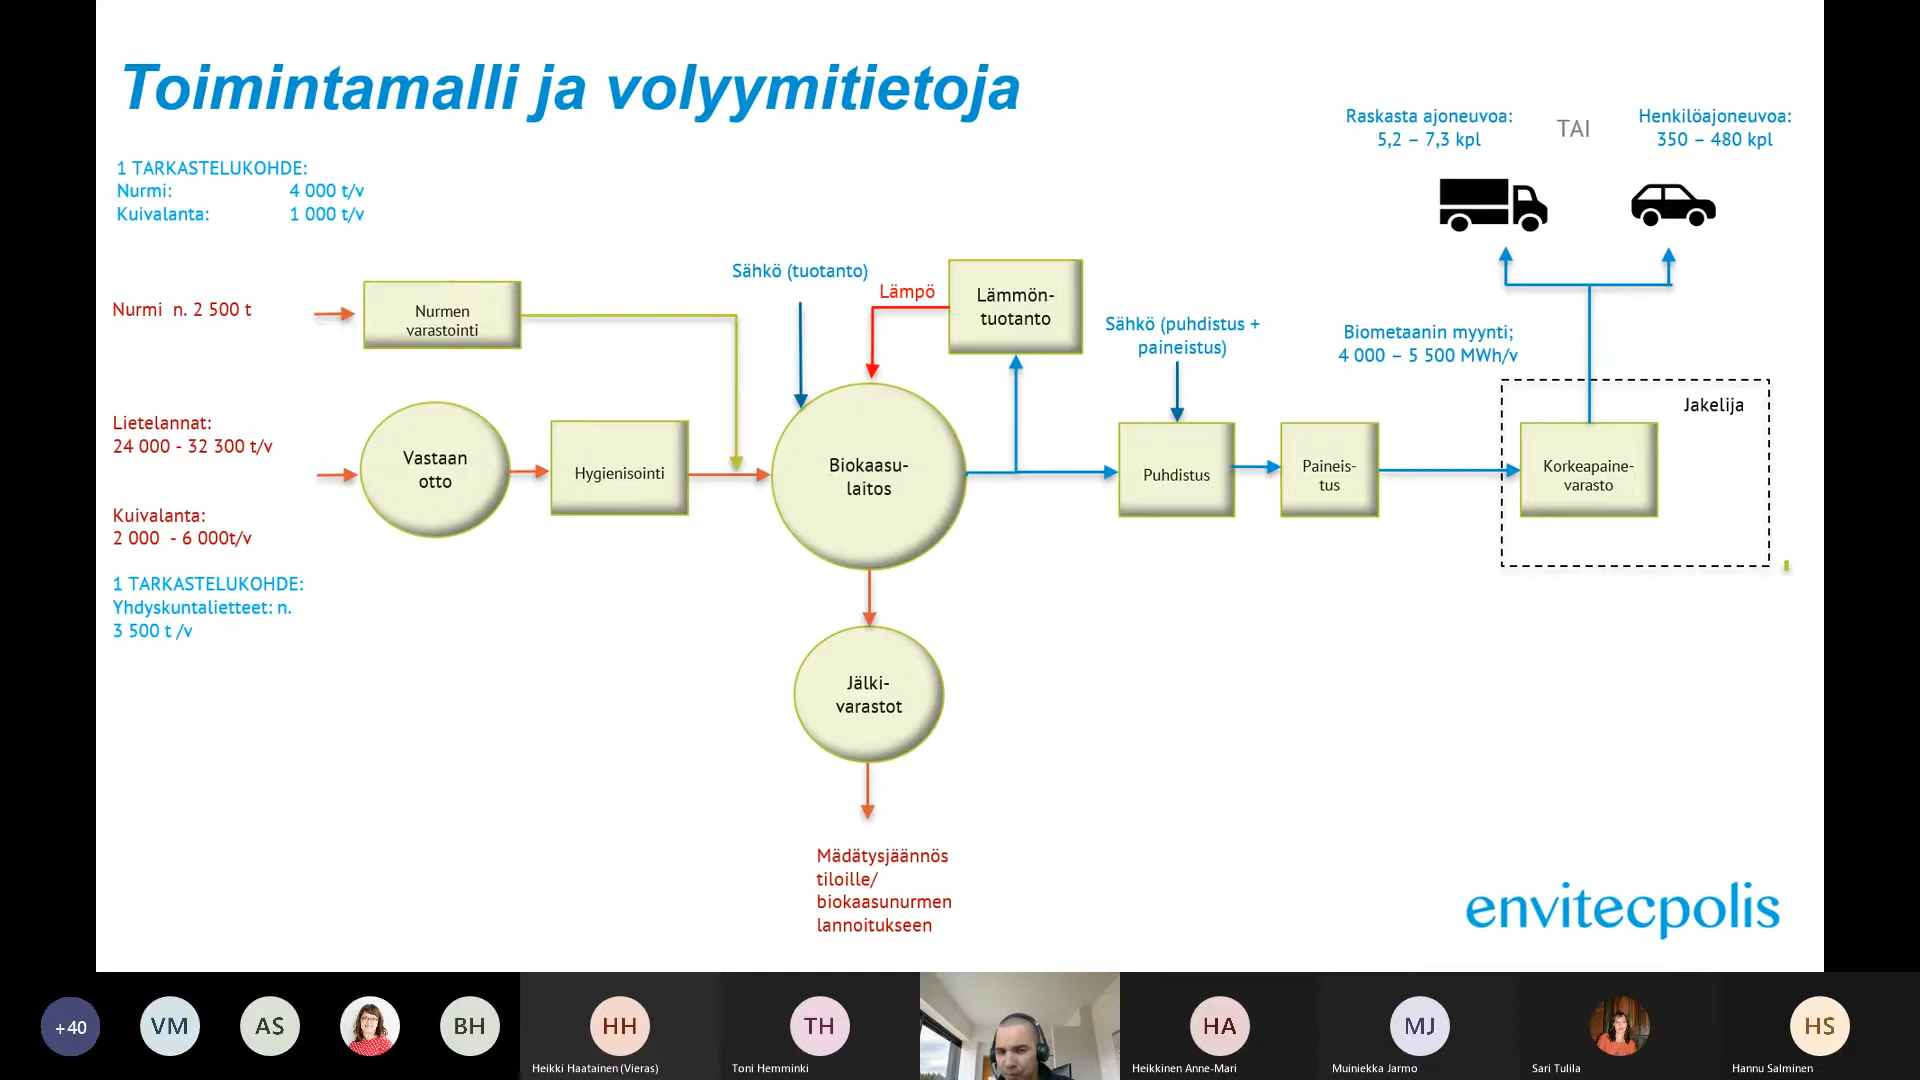 Toimintamalli ja volyymitietoja
Raskasta ajoneuvoa:
5,2 – 7,3 kpl
TAI
Henkilöajoneuvoa:
350 – 480 kpl
1 TARKASTELUKOHDE:
Nurmi: 4 000 t/v
Kuivalanta: 1 000 t/v
Sähkö (tuotanto)
Lämpö
Lämmön-
tuotanto
Nurmi n. 2 500 t
Nurmen
varastointi
Sähkö (puhdistus +
paineistus)
Biometaanin myynti;
4 000 – 5 500 MWh/v
Jakelija
Lietelannat:
24 000 - 32 300 t/v
Vastaan
otto
Hygienisointi
Biokaasu-
laitos
Puhdistus
Paineis-
tus
Korkeapaine-
varasto
Kuivalanta:
2 000 - 6 000t/v
1 TARKASTELUKOHDE:
Yhdyskuntalietteet: n.
3 500 t /v
Jälki-
varastot
Mädätysjäännös
tiloille/
biokaasunurmen
lannoitukseen
envitecpolis
+40
VM
AS
BH
HH
Heikki Haatainen (Vieras)
TH
Toni Hemminki
HA
Heikkinen Anne-Mari
MJ
Muiniekka Jarmo
Sari Tulila
HS
Hannu Salminen